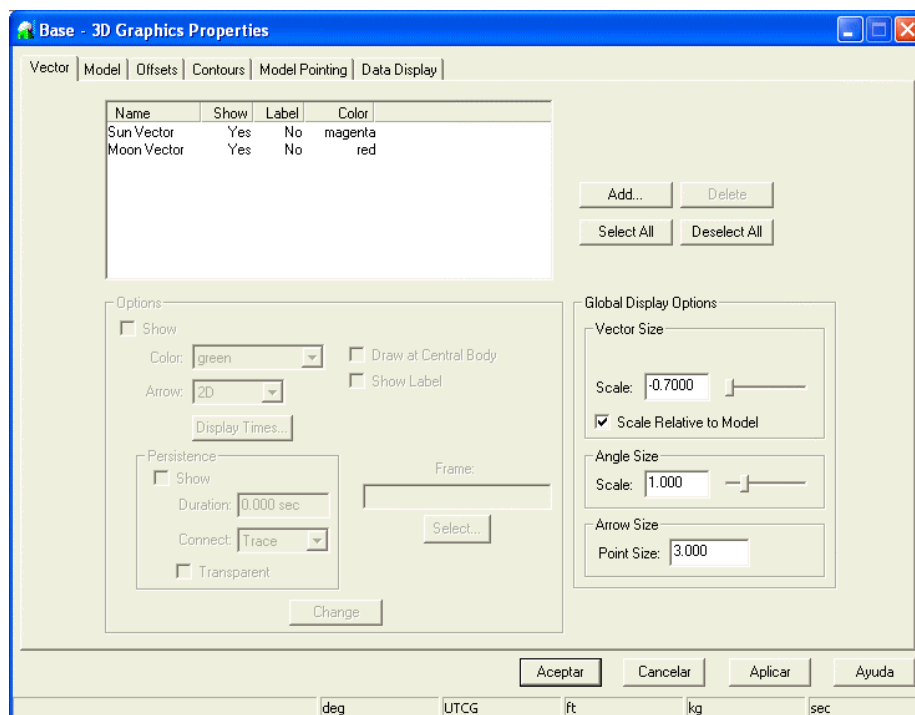 Base - 3D Graphics Properties
Vector Model Offsets Contours Model Pointing Data Display
Name Show Label Color
Sun Vector Yes No magenta
Moon Vector Yes No red
Add... Delete
Select All Deselect All
Options
Show
Color: green
Draw at Central Body
Arrow: 2D
Show Label
Display Times...
Persistence
Show
Duration: 0.000 sec
Connect: Trace
Transparent
Frame:
Select...
Change
Global Display Options
Vector Size
Scale: -0.7000
Scale Relative to Model
Angle Size
Scale: 1.000
Arrow Size
Point Size: 3.000
Aceptar Cancelar Aplicar Ayuda
deg UTCG ft kg sec